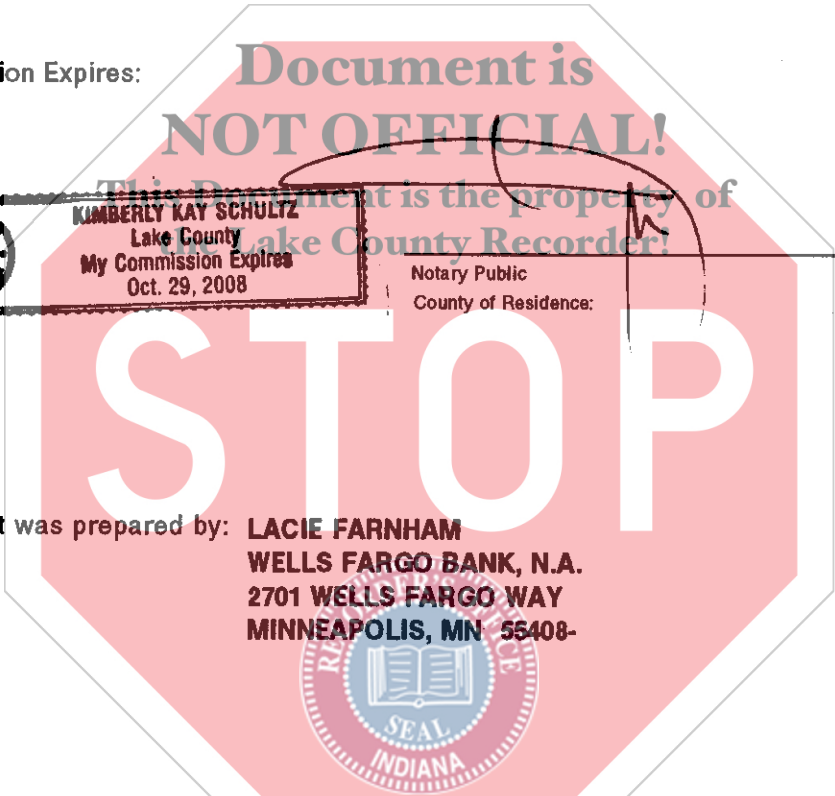 ion Expires:
Document is
NOT OFFICIAL!
This Document is the property of
the Lake County Recorder!
KIMBERLY KAY SCHULTZ
Lake County
My Commission Expires
Oct. 29, 2008
Notary Public
County of Residence:
STOP
t was prepared by: LACIE FARNHAM
WELLS FARGO BANK, N.A.
2701 WELLS FARGO WAY
MINNEAPOLIS, MN 55408-
RECORDER'S OFFICE
SEAL
INDIANA